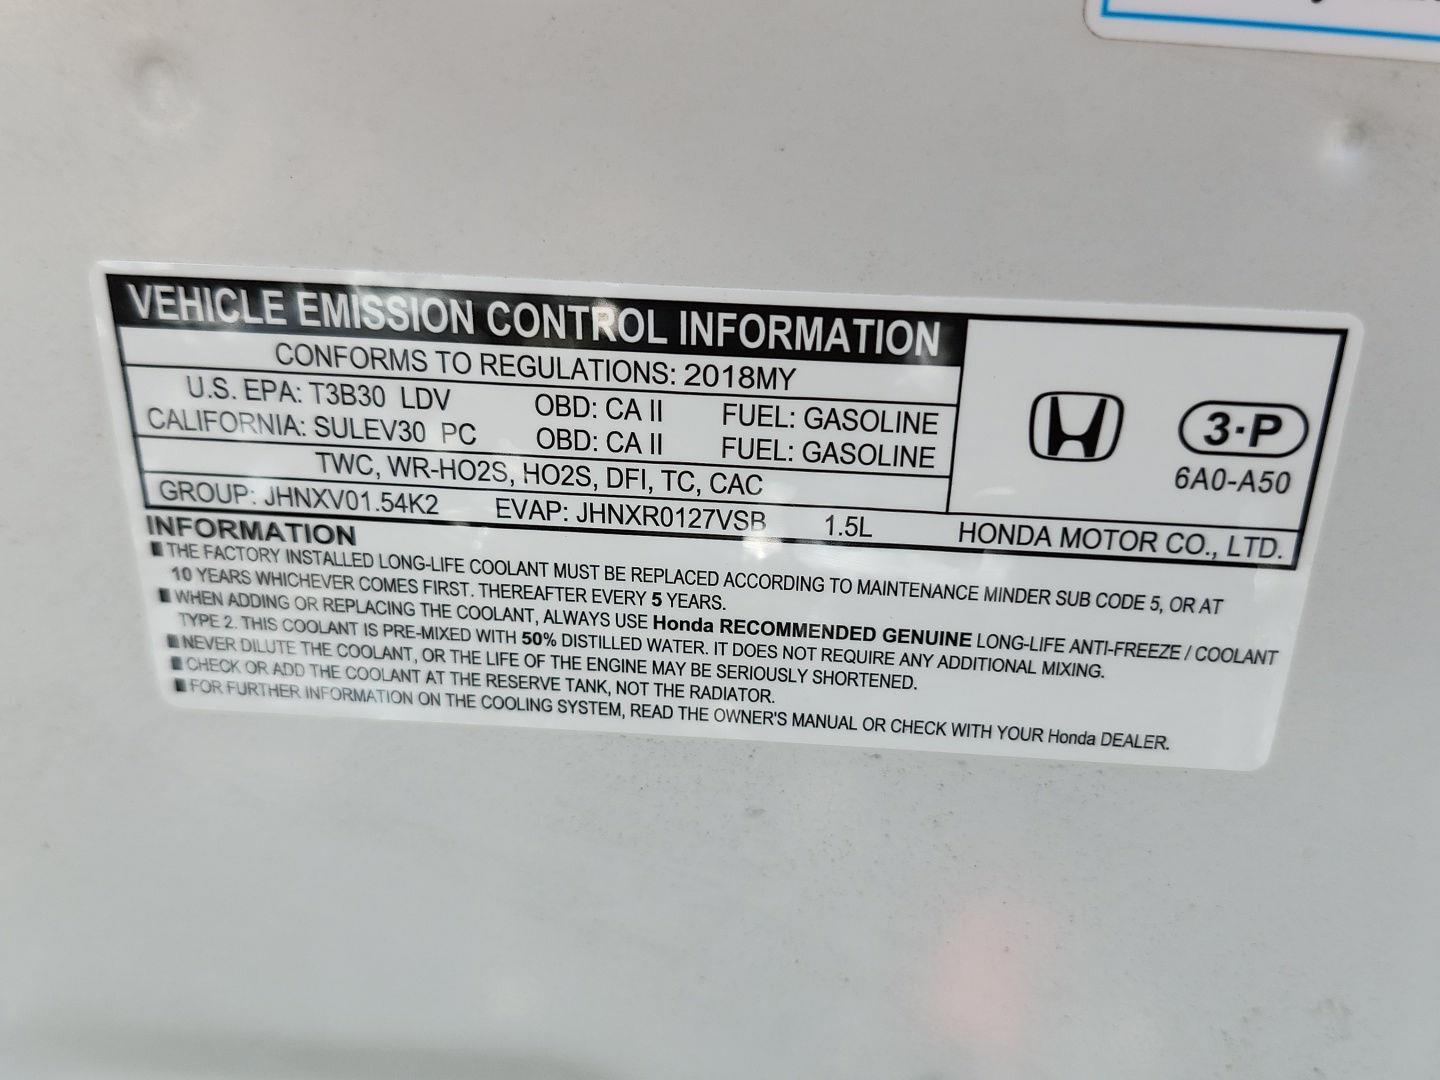 VEHICLE EMISSION CONTROL INFORMATION
CONFORMS TO REGULATIONS: 2018MY
U.S. EPA: T3B30 LDV OBD: CA II FUEL: GASOLINE
CALIFORNIA: SULEV30 PC OBD: CA II FUEL: GASOLINE
TWC, WR-HO2S, HO2S, DFI, TC, CAC
3·P
6A0-A50
GROUP: JHNXV01.54K2 EVAP: JHNXR0127VSB 1.5L HONDA MOTOR CO., LTD.
INFORMATION
THE FACTORY INSTALLED LONG-LIFE COOLANT MUST BE REPLACED ACCORDING TO MAINTENANCE MINDER SUB CODE 5, OR AT
10 YEARS WHICHEVER COMES FIRST. THEREAFTER EVERY 5 YEARS.
WHEN ADDING OR REPLACING THE COOLANT, ALWAYS USE Honda RECOMMENDED GENUINE LONG-LIFE ANTI-FREEZE / COOLANT
TYPE 2. THIS COOLANT IS PRE-MIXED WITH 50% DISTILLED WATER. IT DOES NOT REQUIRE ANY ADDITIONAL MIXING.
NEVER DILUTE THE COOLANT, OR THE LIFE OF THE ENGINE MAY BE SERIOUSLY SHORTENED.
CHECK OR ADD THE COOLANT AT THE RESERVE TANK, NOT THE RADIATOR.
FOR FURTHER INFORMATION ON THE COOLING SYSTEM, READ THE OWNER'S MANUAL OR CHECK WITH YOUR Honda DEALER.